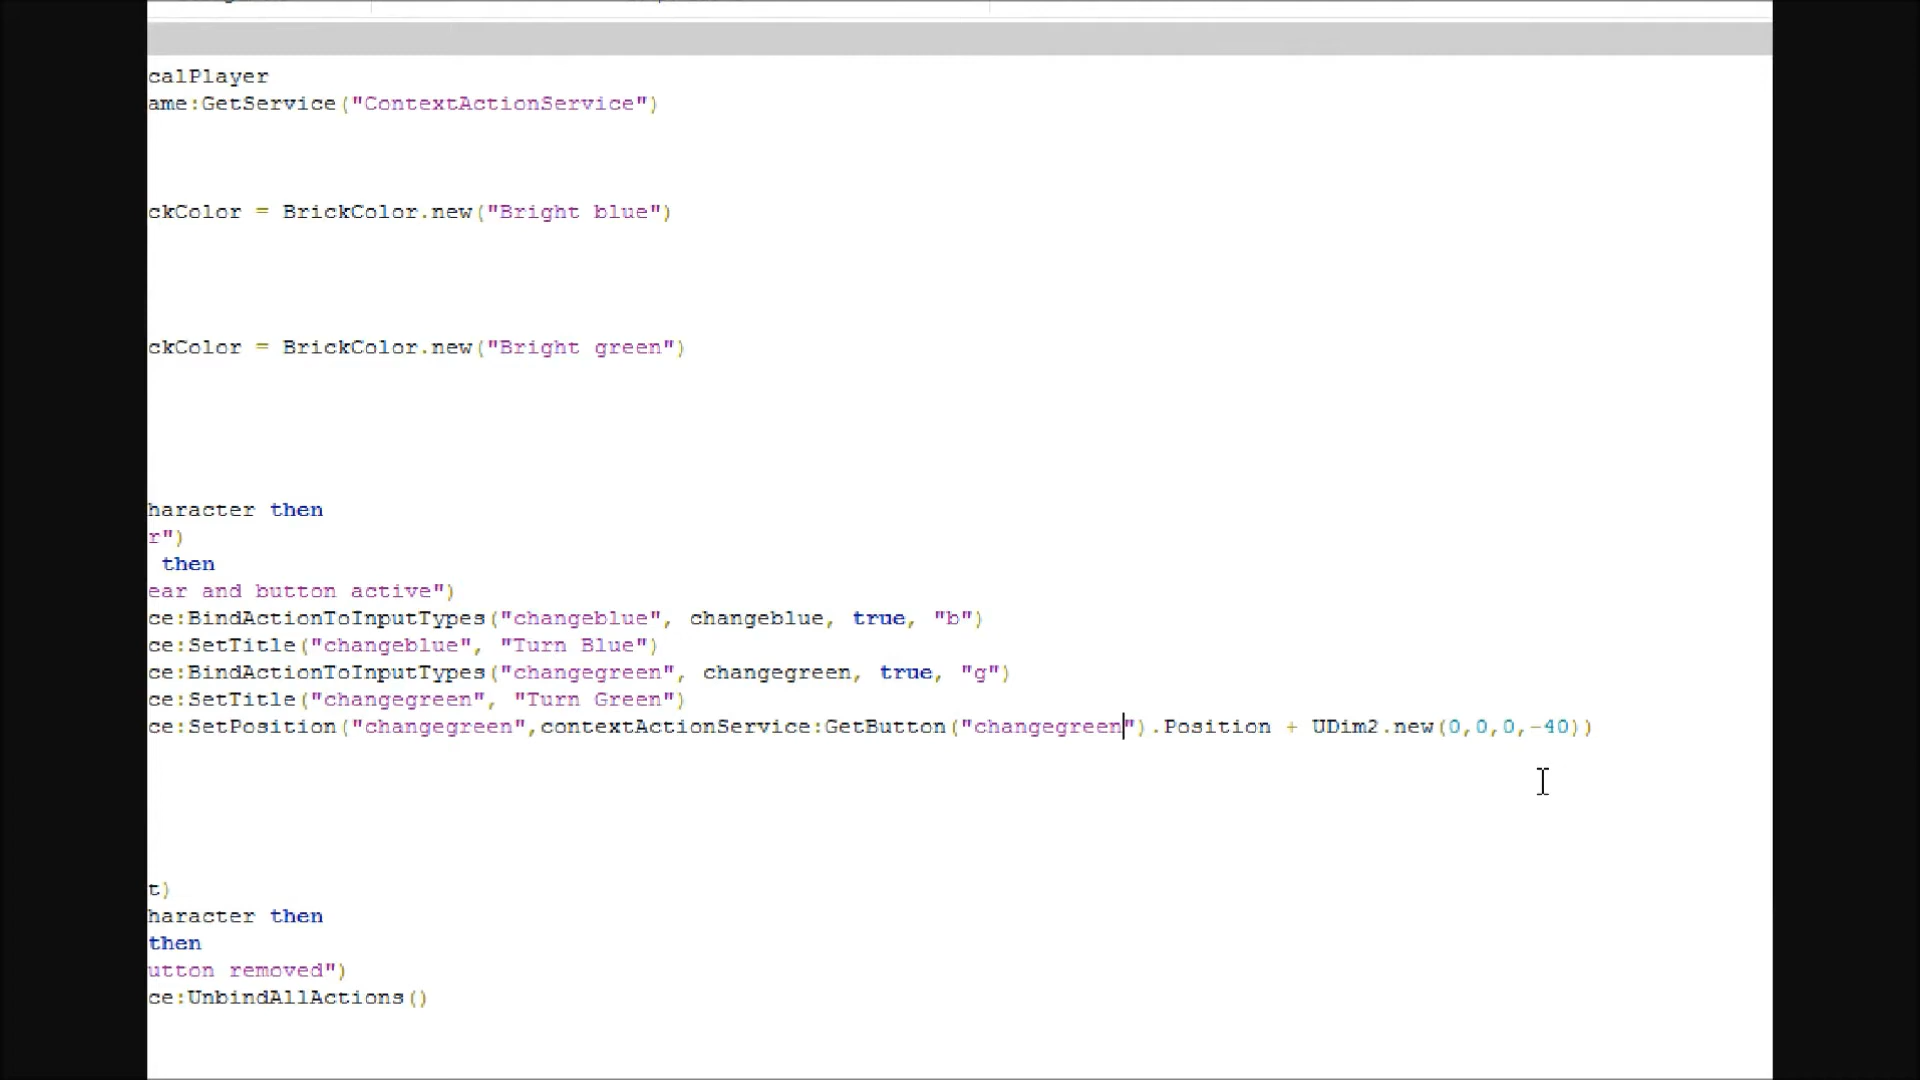 calPlayer
ame:GetService("ContextActionService")
ckColor = BrickColor.new("Bright blue")
ckColor = BrickColor.new("Bright green")
haracter then
r")
then
ear and button active")
ce:BindActionToInputTypes("changeblue", changeblue, true, "b")
ce:SetTitle("changeblue", "Turn Blue")
ce:BindActionToInputTypes("changegreen", changegreen, true, "g")
ce:SetTitle("changegreen", "Turn Green")
ce:SetPosition("changegreen",contextActionService:GetButton("changegreen").Position + UDim2.new(0,0,0,-40))
t)
haracter then
then
utton removed")
ce:UnbindAllActions()